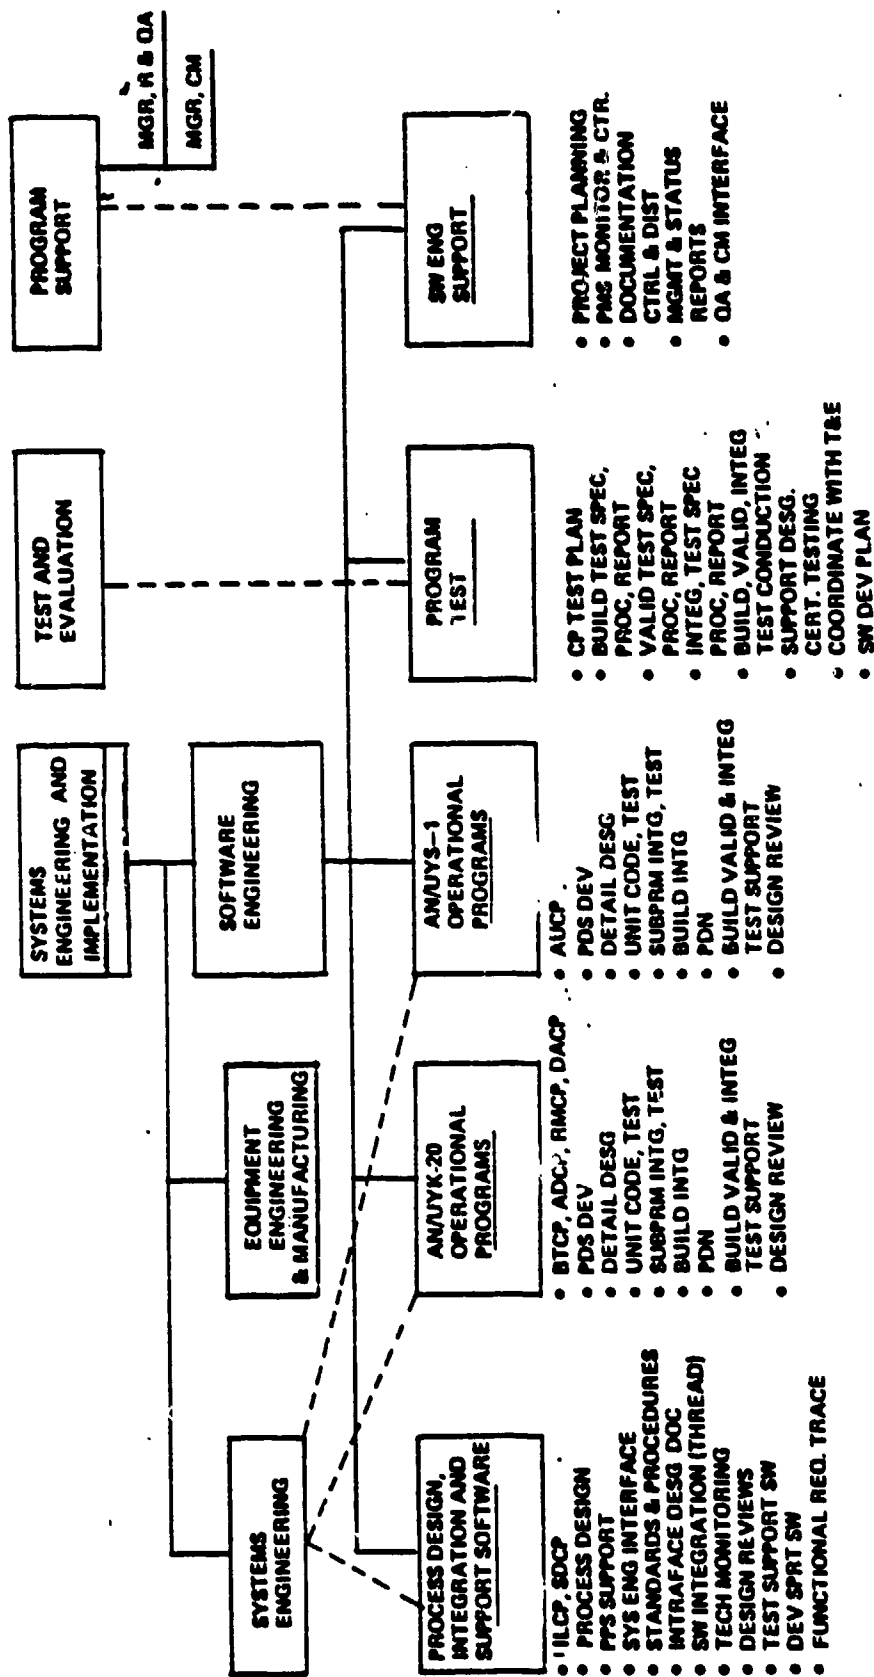 SYSTEMS
ENGINEERING AND
IMPLEMENTATION
TEST AND
EVALUATION
PROGRAM
SUPPORT
MGR, R & QA
MGR, CM
SYSTEMS
ENGINEERING
EQUIPMENT
ENGINEERING
& MANUFACTURING
SOFTWARE
ENGINEERING
PROCESS DESIGN,
INTEGRATION AND
SUPPORT SOFTWARE
• ILCP, SDCP
• PROCESS DESIGN
• PPS SUPPORT
• SYS ENG INTERFACE
• STANDARDS & PROCEDURES
• INTRAFACE DESG DOC
• SW INTEGRATION (THREAD)
• TECH MONITORING
• DESIGN REVIEWS
• TEST SUPPORT SW
• DEV SPRT SW
• FUNCTIONAL REQ. TRACE
AN/UYK-20
OPERATIONAL
PROGRAMS
• BTCP, ADCP, RMCP, DACP
• PDS DEV
• DETAIL DESG
• UNIT CODE, TEST
• SUBPRM INTG, TEST
• BUILD INTG
• PDN
• BUILD VALID & INTEG
TEST SUPPORT
• DESIGN REVIEW
AN/UYS-1
OPERATIONAL
PROGRAMS
• AUCP
• PDS DEV
• DETAIL DESG
• UNIT CODE, TEST
• SUBPRM INTG, TEST
• BUILD INTG
• PDN
• BUILD VALID & INTEG
TEST SUPPORT
• DESIGN REVIEW
PROGRAM
TEST
• CP TEST PLAN
• BUILD TEST SPEC,
PROC, REPORT
• VALID TEST SPEC,
PROC, REPORT
• INTEG, TEST SPEC
PROC, REPORT
• BUILD, VALID, INTEG
TEST CONDUCTION
• SUPPORT DESG.
CERT. TESTING
• COORDINATE WITH T&E
• SW DEV PLAN
SW ENG
SUPPORT
• PROJECT PLANNING
• PMS MONITOR & CTR.
• DOCUMENTATION
CTRL & DIST
• MGMT & STATUS
REPORTS
• QA & CM INTERFACE